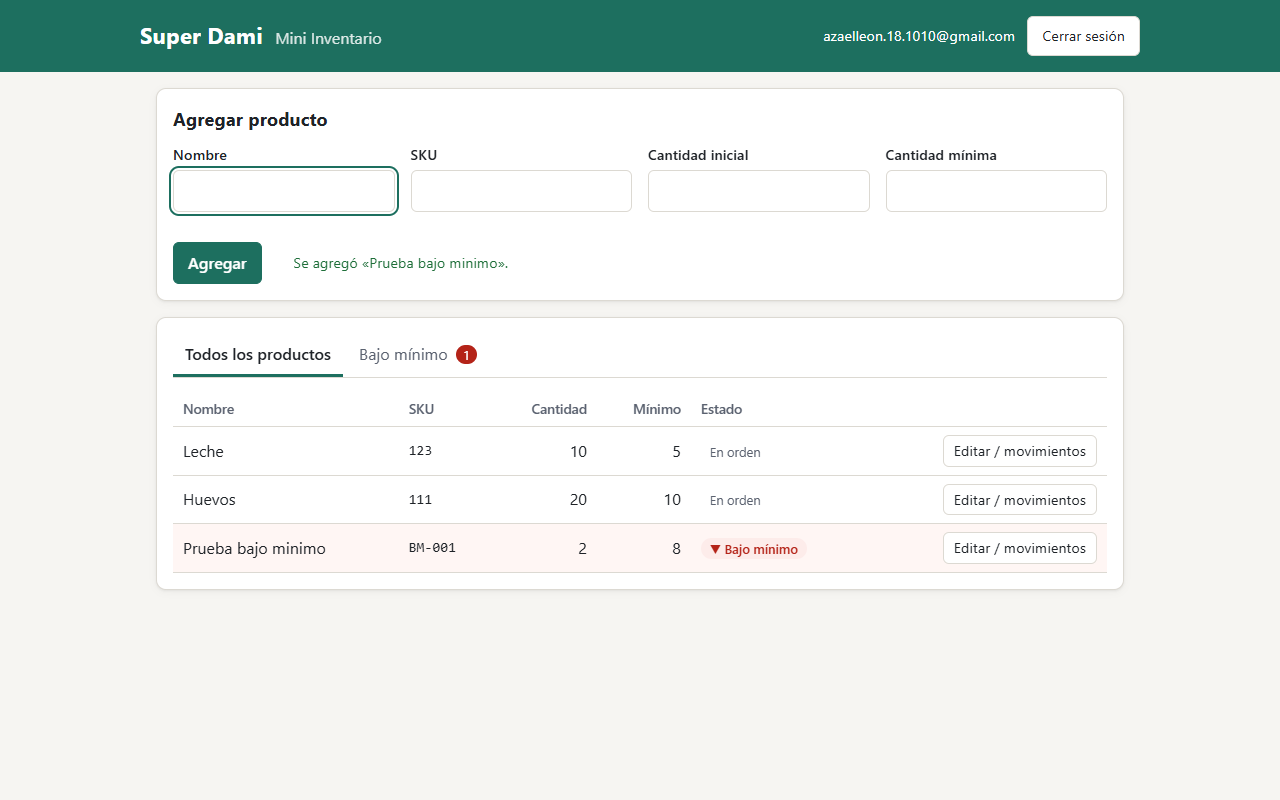 Super Dami Mini Inventario
azaelleon.18.1010@gmail.com Cerrar sesión
Agregar producto
Nombre SKU Cantidad inicial Cantidad mínima
Agregar Se agregó «Prueba bajo minimo».
Todos los productos Bajo mínimo 1
Nombre SKU Cantidad Mínimo Estado
Leche 123 10 5 En orden Editar / movimientos
Huevos 111 20 10 En orden Editar / movimientos
Prueba bajo minimo BM-001 2 8 ▼ Bajo mínimo Editar / movimientos